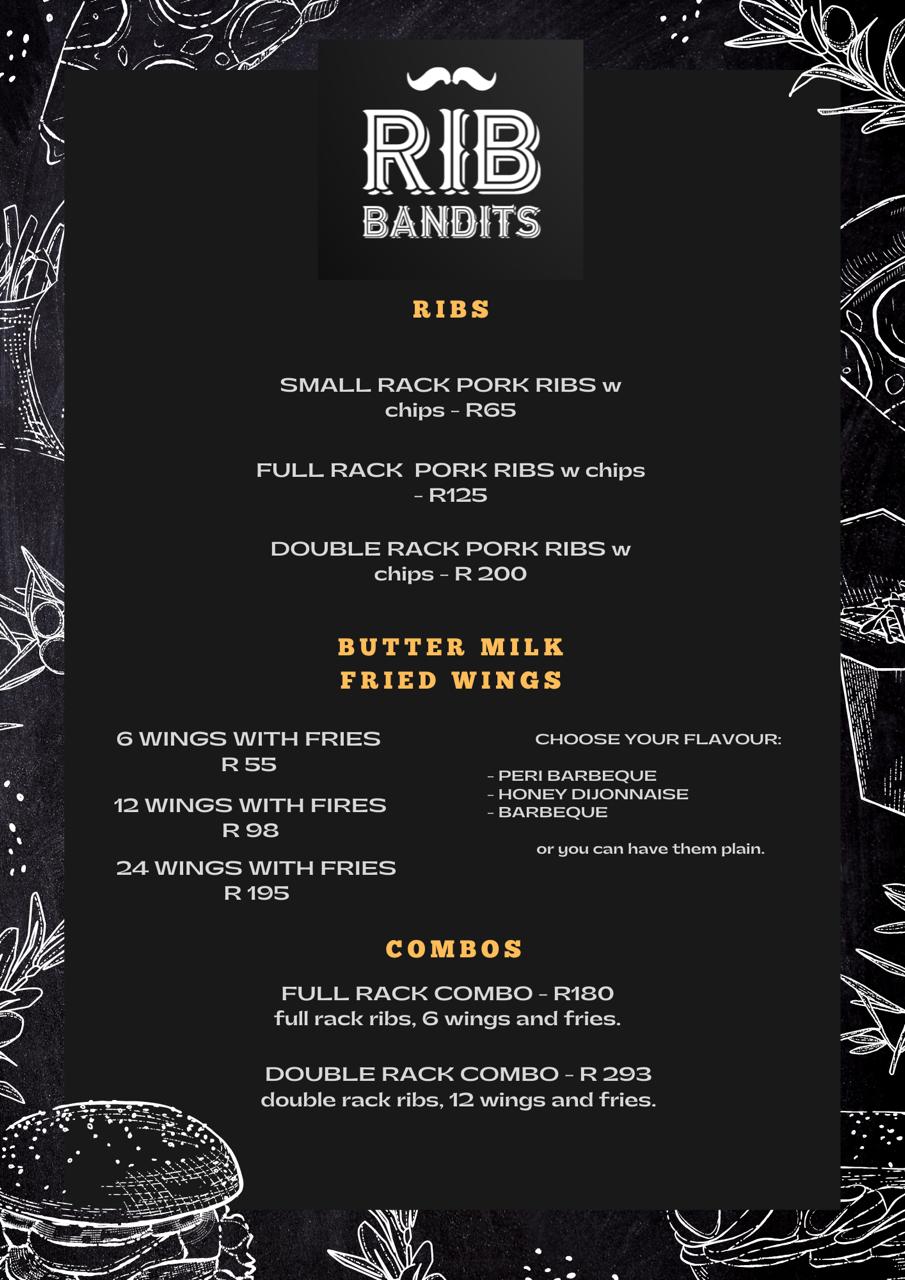 RIB
BANDITS
RIBS
SMALL RACK PORK RIBS w
chips - R65
FULL RACK PORK RIBS w chips
- R125
DOUBLE RACK PORK RIBS w
chips - R 200
BUTTER MILK
FRIED WINGS
6 WINGS WITH FRIES
R 55
12 WINGS WITH FIRES
R 98
24 WINGS WITH FRIES
R 195
CHOOSE YOUR FLAVOUR:
- PERI BARBEQUE
- HONEY DIJONNAISE
- BARBEQUE
or you can have them plain.
COMBOS
FULL RACK COMBO - R180
full rack ribs, 6 wings and fries.
DOUBLE RACK COMBO - R 293
double rack ribs, 12 wings and fries.